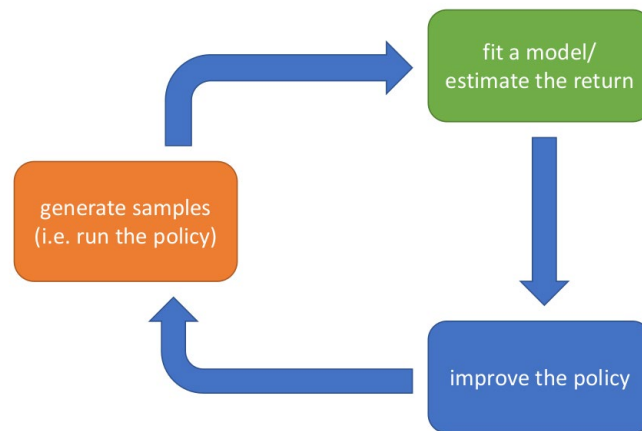 fit a model/
estimate the return
generate samples
(i.e. run the policy)
improve the policy